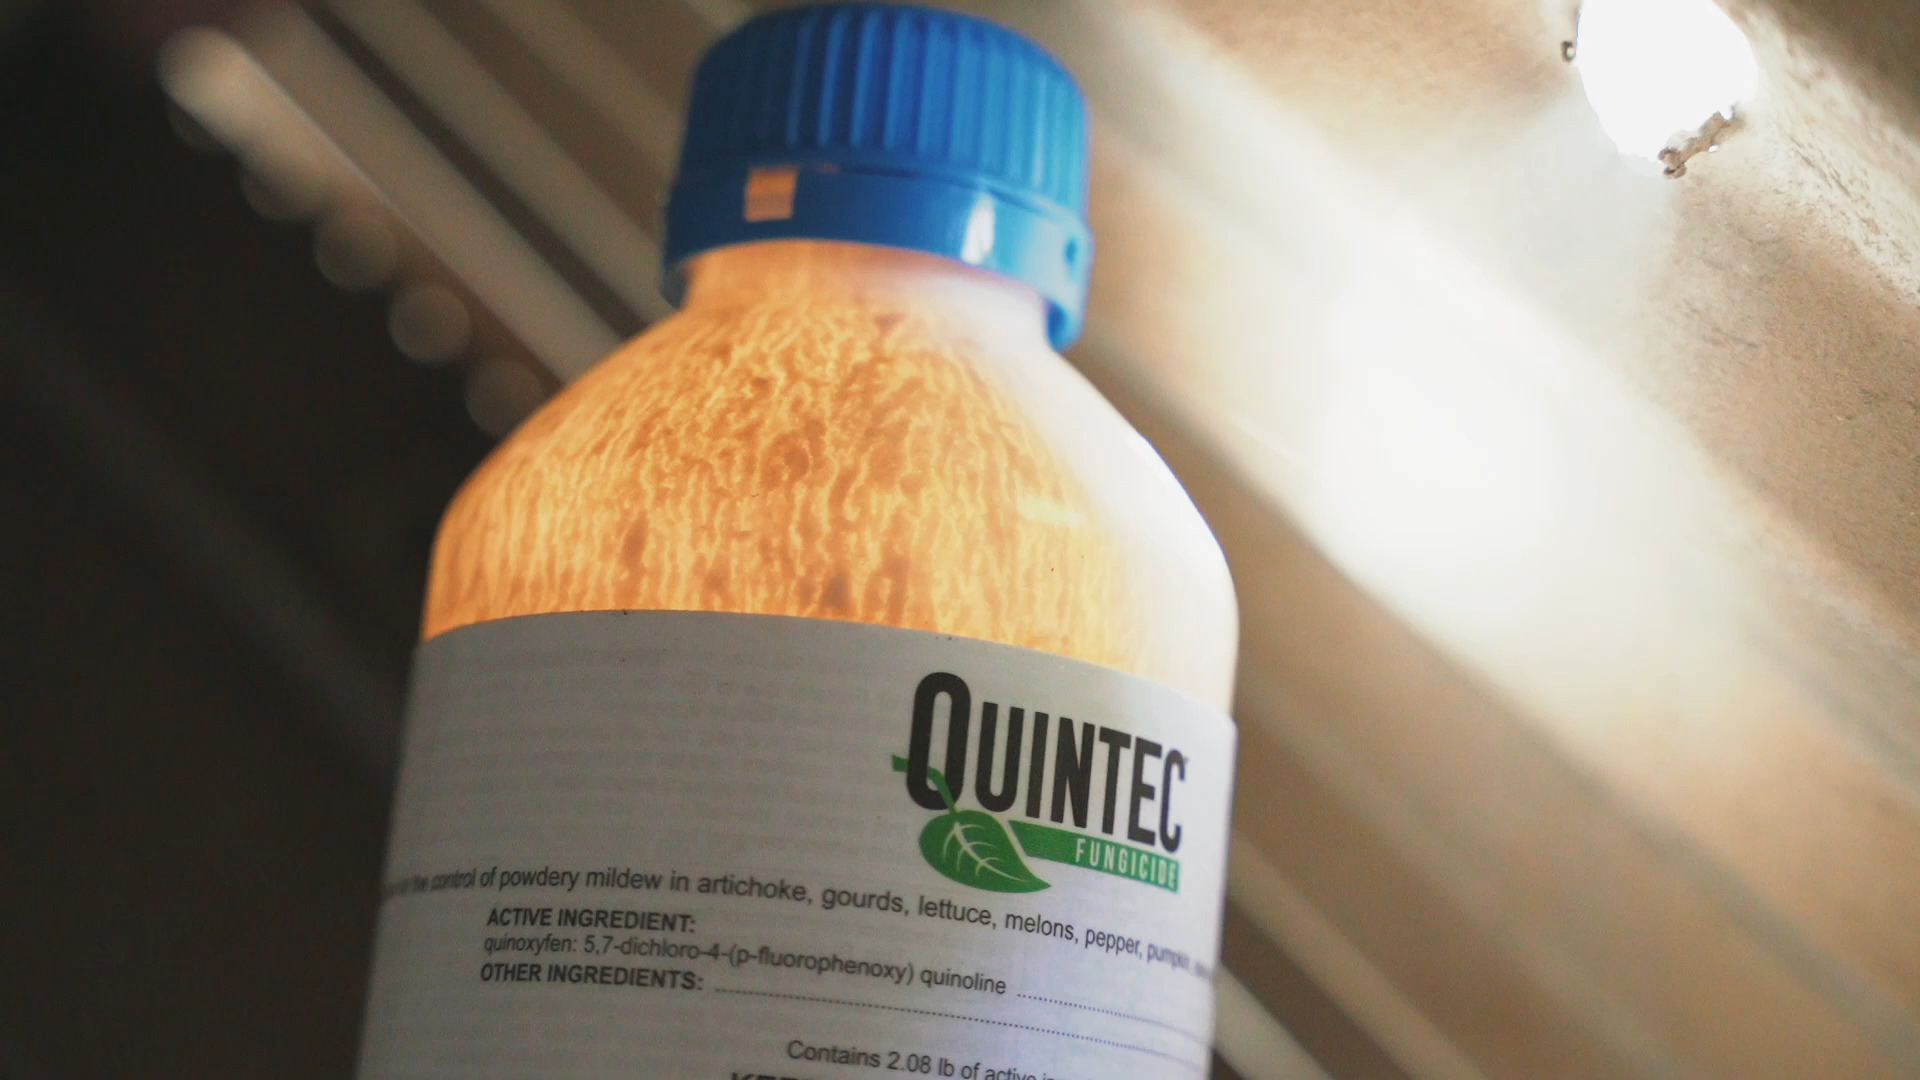 QUINTEC
FUNGICIDE
the control of powdery mildew in artichoke, gourds, lettuce, melons, pepper,
ACTIVE INGREDIENT:
quinoxyfen: 5,7-dichloro-4-(p-fluorophenoxy) quinoline
OTHER INGREDIENTS:
Contains 2.08 lb of active